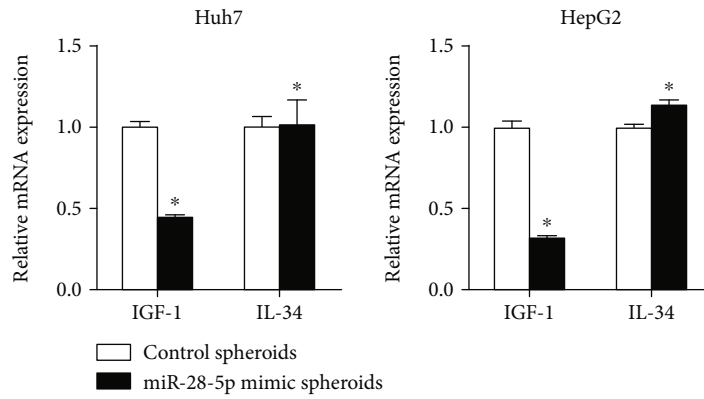 Huh7
Relative mRNA expression
1.5
1.0
0.5
0.0
*
*
IGF-1
IL-34
HepG2
Relative mRNA expression
1.5
1.0
0.5
0.0
*
*
IGF-1
IL-34
Control spheroids
miR-28-5p mimic spheroids